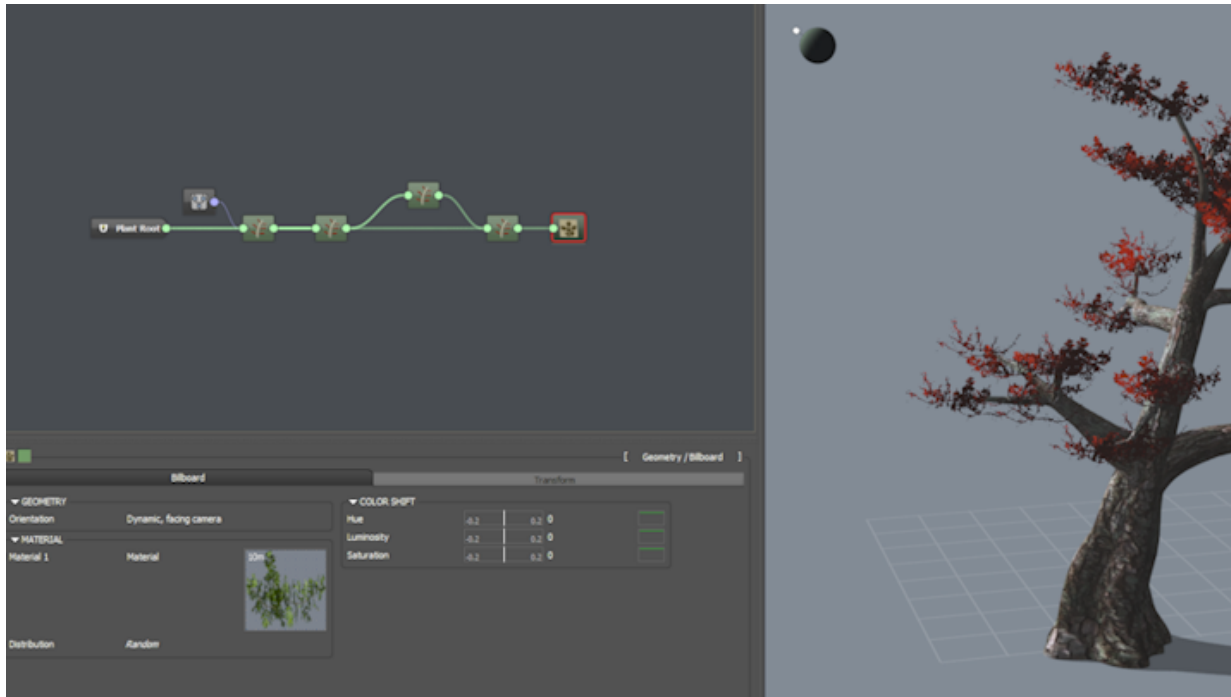 Plant Root
[ Geometry / Billboard ]
Billboard
Transform
GEOMETRY
Orientation Dynamic, facing camera
MATERIAL
Material 1 Material 10m
Distribution Random
COLOR SHIFT
Hue -0.2 0.2 0
Luminosity -0.2 0.2 0
Saturation -0.2 0.2 0